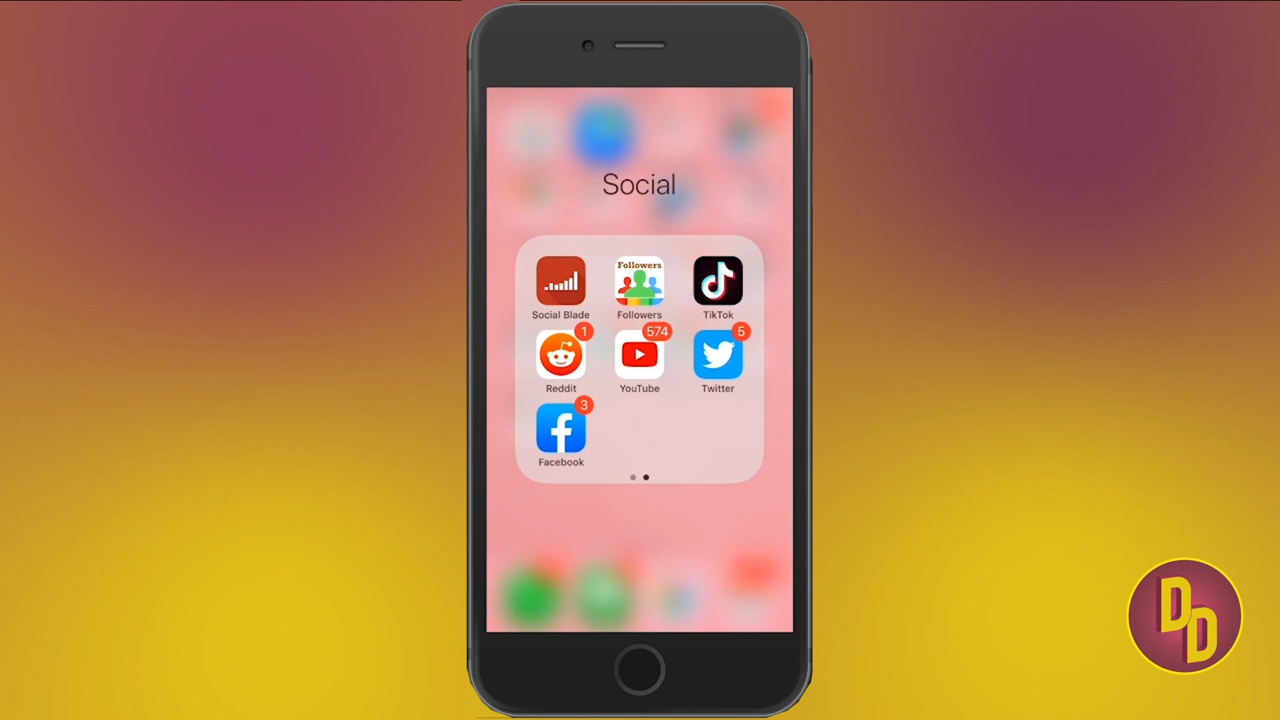 Social
Followers
Social Blade
Followers
TikTok
1
574
5
Reddit
YouTube
Twitter
3
f
Facebook
DD